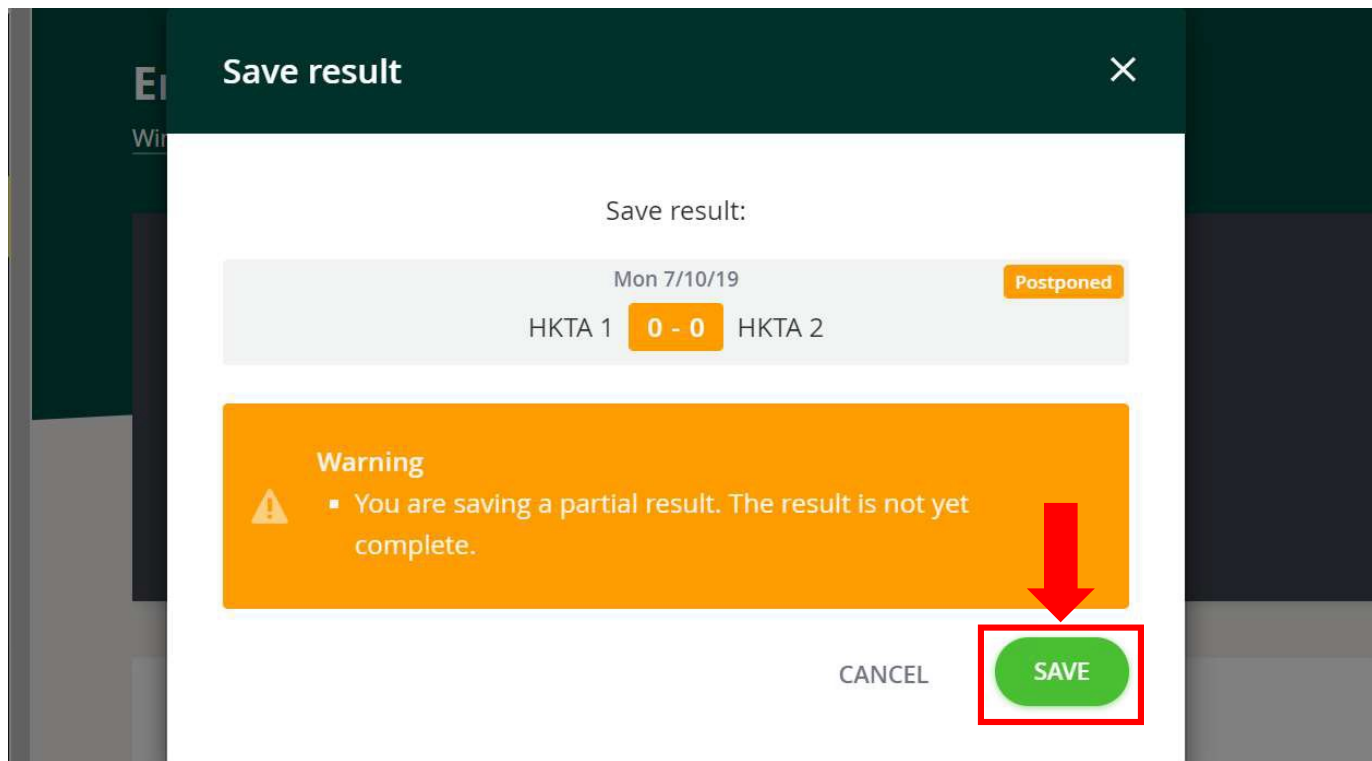 Save result
Save result:
Mon 7/10/19
Postponed
HKTA 1 0 - 0 HKTA 2
Warning
▪ You are saving a partial result. The result is not yet
complete.
CANCEL SAVE